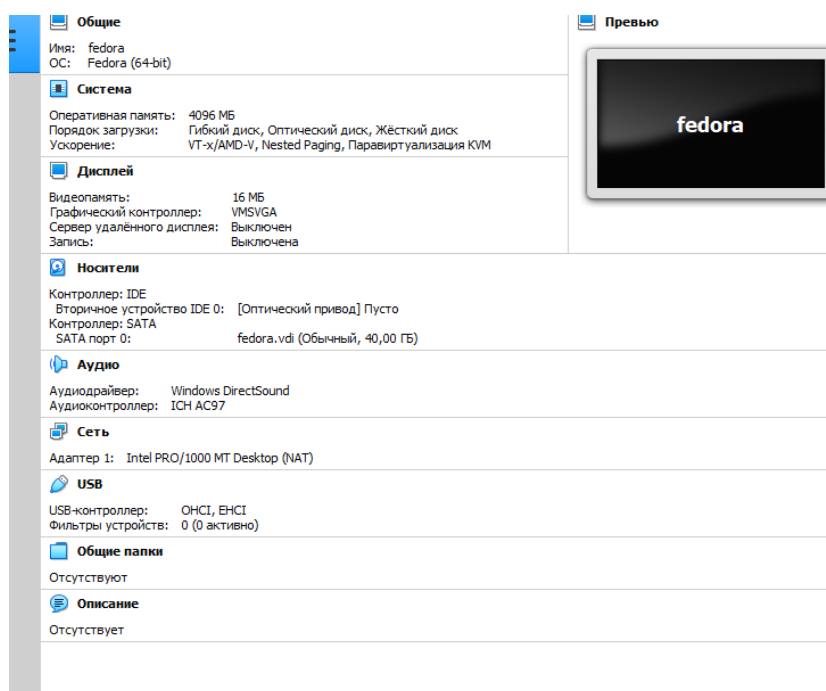 Общие
Имя: fedora
ОС: Fedora (64-bit)
Система
Оперативная память: 4096 МБ
Порядок загрузки: Гибкий диск, Оптический диск, Жёсткий диск
Ускорение: VT-x/AMD-V, Nested Paging, Паравиртуализация KVM
Дисплей
Видеопамять: 16 МБ
Графический контроллер: VMSVGA
Сервер удалённого дисплея: Выключен
Запись: Выключена
Превью
fedora
Носители
Контроллер: IDE
Вторичное устройство IDE 0: [Оптический привод] Пусто
Контроллер: SATA
SATA порт 0: fedora.vdi (Обычный, 40,00 ГБ)
Аудио
Аудиодрайвер: Windows DirectSound
Аудиоконтроллер: ICH AC97
Сеть
Адаптер 1: Intel PRO/1000 MT Desktop (NAT)
USB
USB-контроллер: OHCI, EHCI
Фильтры устройств: 0 (0 активно)
Общие папки
Отсутствуют
Описание
Отсутствует